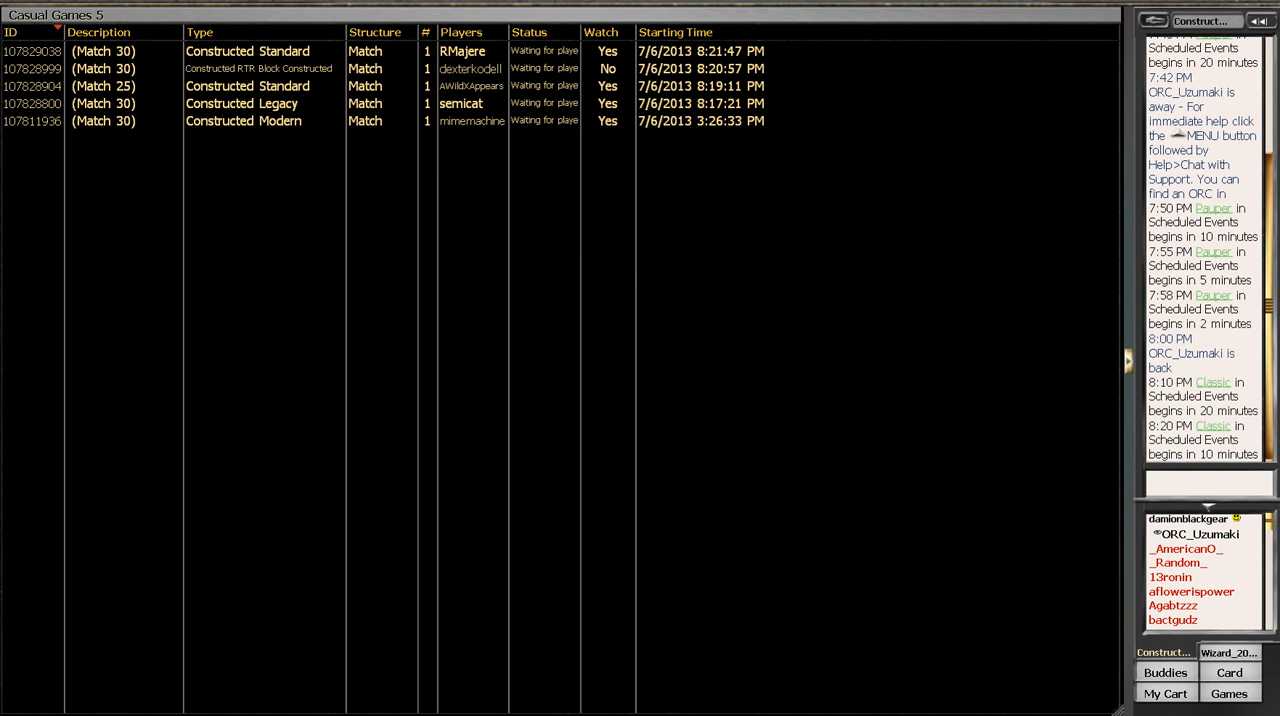 Casual Games 5
ID Description Type Structure # Players Status Watch Starting Time
107829038 (Match 30) Constructed Standard Match 1 RMajere Waiting for playe Yes 7/6/2013 8:21:47 PM
107828999 (Match 30) Constructed RTR Block Constructed Match 1 dexterkodell Waiting for playe No 7/6/2013 8:20:57 PM
107828904 (Match 25) Constructed Standard Match 1 AWildXAppears Waiting for playe Yes 7/6/2013 8:19:11 PM
107828800 (Match 30) Constructed Legacy Match 1 semicat Waiting for playe Yes 7/6/2013 8:17:21 PM
107811936 (Match 30) Constructed Modern Match 1 mimemachine Waiting for playe Yes 7/6/2013 3:26:33 PM
Construct...
Scheduled Events
begins in 20 minutes
7:42 PM
ORC_Uzumaki is
away - For
immediate help click
the MENU button
followed by
Help>Chat with
Support. You can
find an ORC in
7:50 PM Pauper in
Scheduled Events
begins in 10 minutes
7:55 PM Pauper in
Scheduled Events
begins in 5 minutes
7:58 PM Pauper in
Scheduled Events
begins in 2 minutes
8:00 PM
ORC_Uzumaki is
back
8:10 PM Classic in
Scheduled Events
begins in 20 minutes
8:20 PM Classic in
Scheduled Events
begins in 10 minutes
damionblackgear
ORC_Uzumaki
_AmericanO_
_Random_
13ronin
aflowerispower
Agabtzzz
bactgudz
Construct... Wizard_20...
Buddies Card
My Cart Games